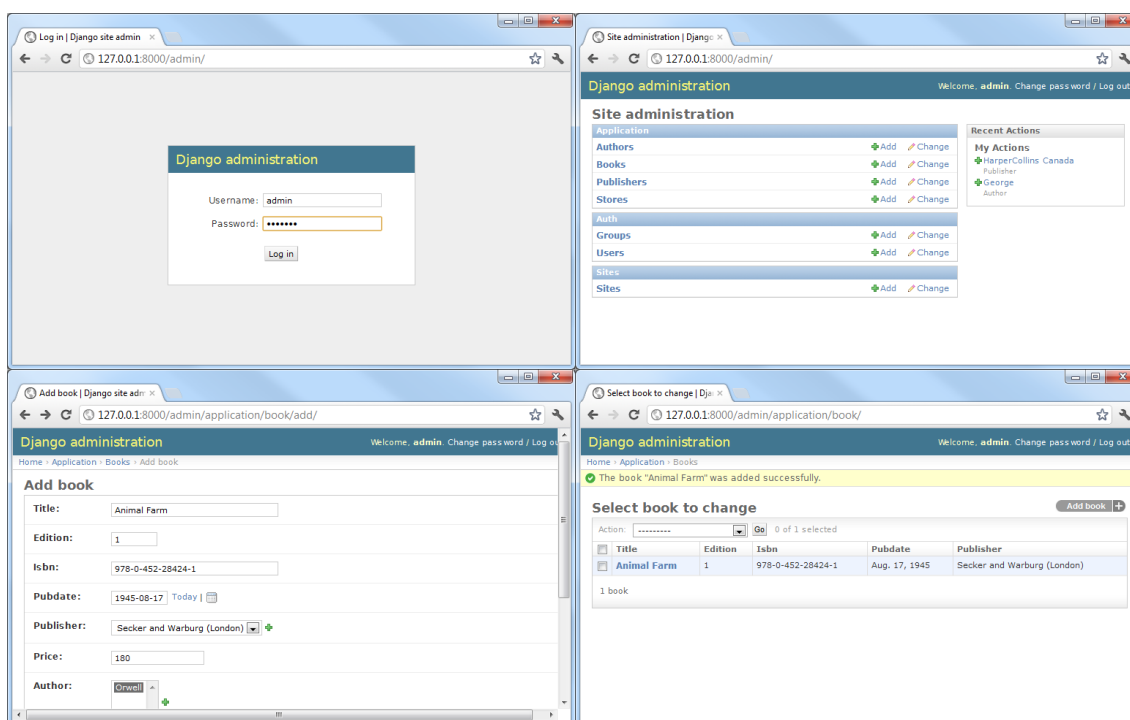 Log in | Django site admin
127.0.0.1:8000/admin/
Django administration
Username: admin
Password: •••••••
Log in
Site administration | Django
127.0.0.1:8000/admin/
Django administration
Welcome, admin. Change password / Log out
Site administration
Application
Authors Add Change
Books Add Change
Publishers Add Change
Stores Add Change
Auth
Groups Add Change
Users Add Change
Sites
Sites Add Change
Recent Actions
My Actions
HarperCollins Canada
Publisher
George
Author
Add book | Django site adm
127.0.0.1:8000/admin/application/book/add/
Django administration
Welcome, admin. Change password / Log ou
Home › Application › Books › Add book
Add book
Title: Animal Farm
Edition: 1
Isbn: 978-0-452-28424-1
Pubdate: 1945-08-17 Today |
Publisher: Secker and Warburg (London)
Price: 180
Author: Orwell
Select book to change | Dja
127.0.0.1:8000/admin/application/book/
Django administration
Welcome, admin. Change password / Log out
Home › Application › Books
The book "Animal Farm" was added successfully.
Select book to change
Add book +
Action: --------- Go 0 of 1 selected
Title Edition Isbn Pubdate Publisher
Animal Farm 1 978-0-452-28424-1 Aug. 17, 1945 Secker and Warburg (London)
1 book